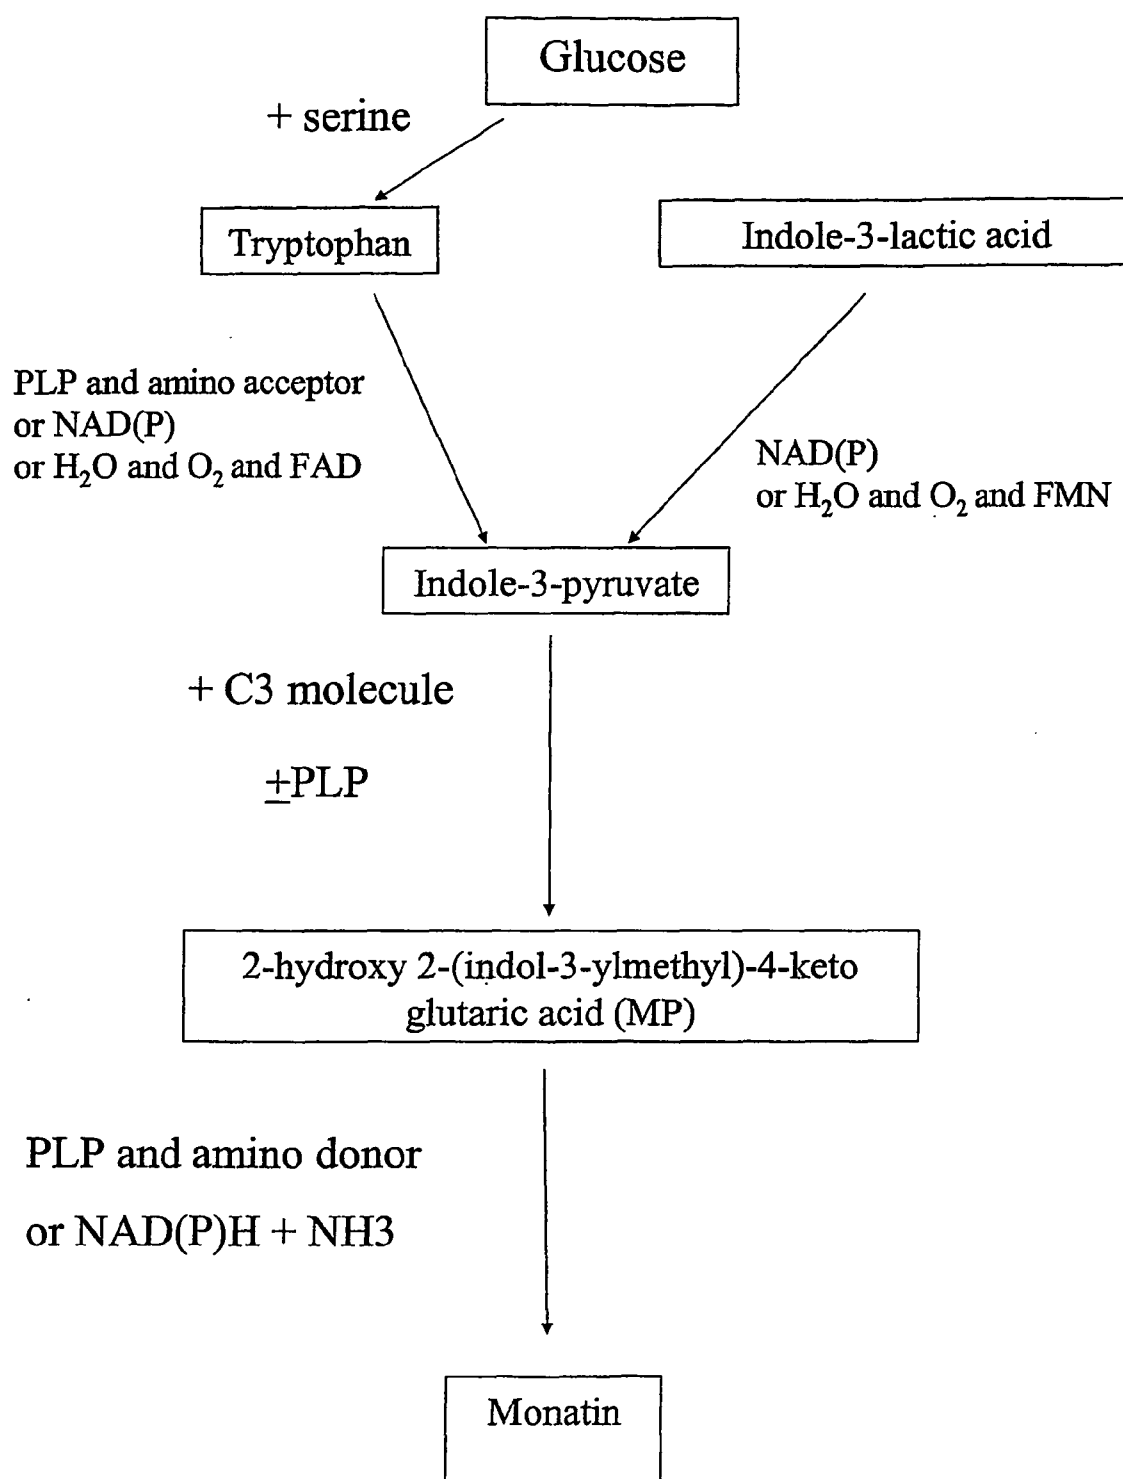 Glucose
+ serine
Tryptophan
Indole-3-lactic acid
PLP and amino acceptor
or NAD(P)
or H₂O and O₂ and FAD
NAD(P)
or H₂O and O₂ and FMN
Indole-3-pyruvate
+ C3 molecule
±PLP
2-hydroxy 2-(indol-3-ylmethyl)-4-keto
glutaric acid (MP)
PLP and amino donor
or NAD(P)H + NH3
Monatin